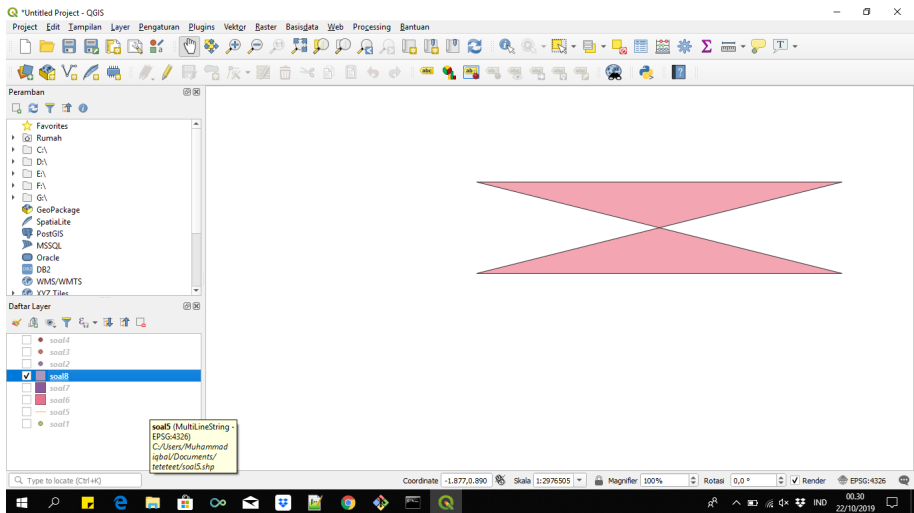 *Untitled Project - QGIS
Project Edit Tampilan Layer Pengaturan Plugins Vektor Raster Basisdata Web Processing Bantuan
Peramban
Favorites
Rumah
C:\
D:\
E:\
F:\
G:\
GeoPackage
SpatiaLite
PostGIS
MSSQL
Oracle
DB2
WMS/WMTS
XYZ Tiles
Daftar Layer
soal4
soal3
soal2
soal8
soal7
soal6
soal5
soal1
soal5 (MultiLineString -
EPSG:4326)
C:/Users/Muhammad
iqbal/Documents/
teteteet/soal5.shp
Type to locate (Ctrl+K)
Coordinate -1.877,0.890 Skala 1:2976505 Magnifier 100% Rotasi 0,0 ° Render EPSG:4326
IND
00.30
22/10/2019